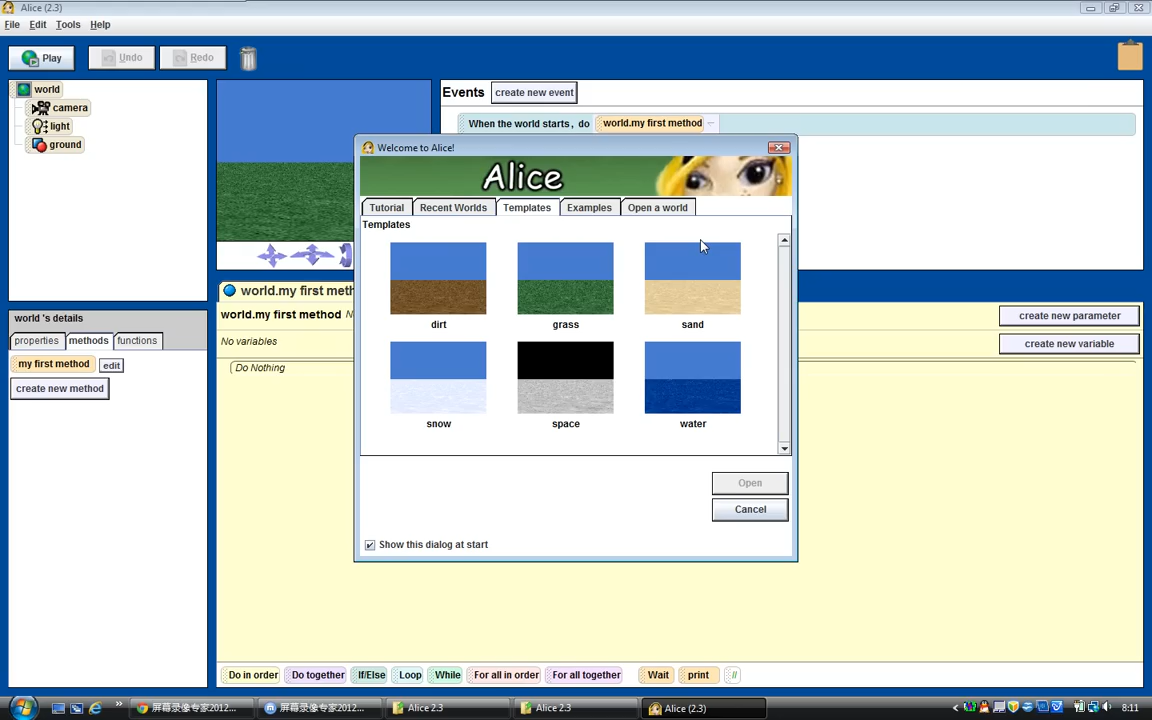 Alice (2.3)
File Edit Tools Help
Play Undo Redo
world
camera
light
ground
Events create new event
When the world starts, do world.my first method
Welcome to Alice!
Alice
Tutorial Recent Worlds Templates Examples Open a world
Templates
dirt grass sand
snow space water
Open
Cancel
Show this dialog at start
world 's details
properties methods functions
my first method edit
create new method
world.my first meth
world.my first method N
create new parameter
No variables
create new variable
Do Nothing
Do in order Do together If/Else Loop While For all in order For all together Wait print //
屏幕录像专家2012... 屏幕录像专家2012... Alice 2.3 Alice 2.3 Alice (2.3) 8:11